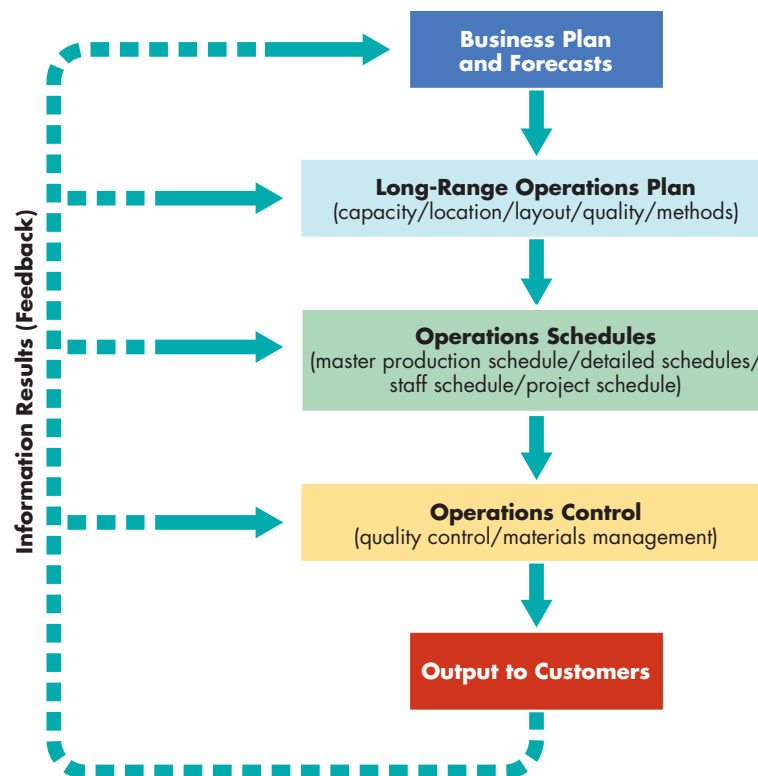 Business Plan
and Forecasts
Long-Range Operations Plan
(capacity/location/layout/quality/methods)
Operations Schedules
(master production schedule/detailed schedules/
staff schedule/project schedule)
Operations Control
(quality control/materials management)
Output to Customers
Information Results (Feedback)